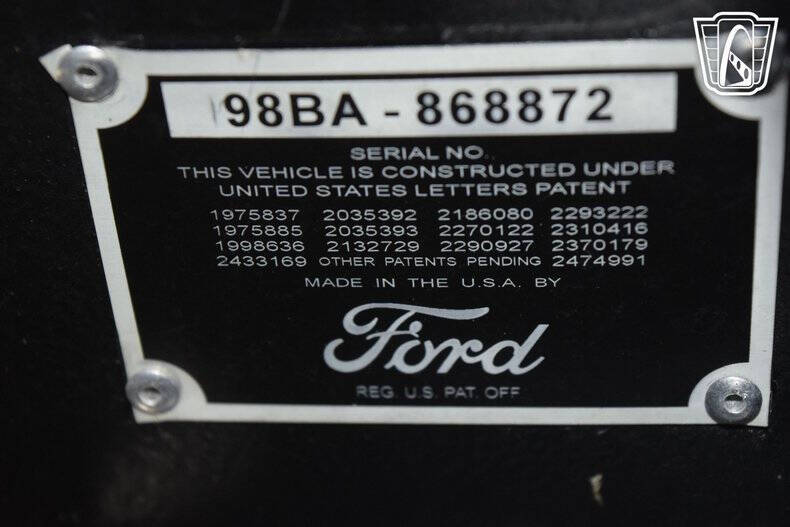 98BA - 868872
SERIAL NO.
THIS VEHICLE IS CONSTRUCTED UNDER
UNITED STATES LETTERS PATENT
1975837 2035392 2186080 2293222
1975885 2035393 2270122 2310416
1998636 2132729 2290927 2370179
2433169 OTHER PATENTS PENDING 2474991
MADE IN THE U.S.A. BY
Ford
REG. U.S. PAT. OFF